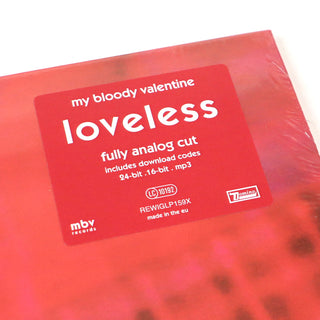 my bloody valentine
loveless
fully analog cut
includes download codes
24-bit .16-bit . mp3
LC 10192
REWIGLP159X
made in the eu
mbv
records
Domino